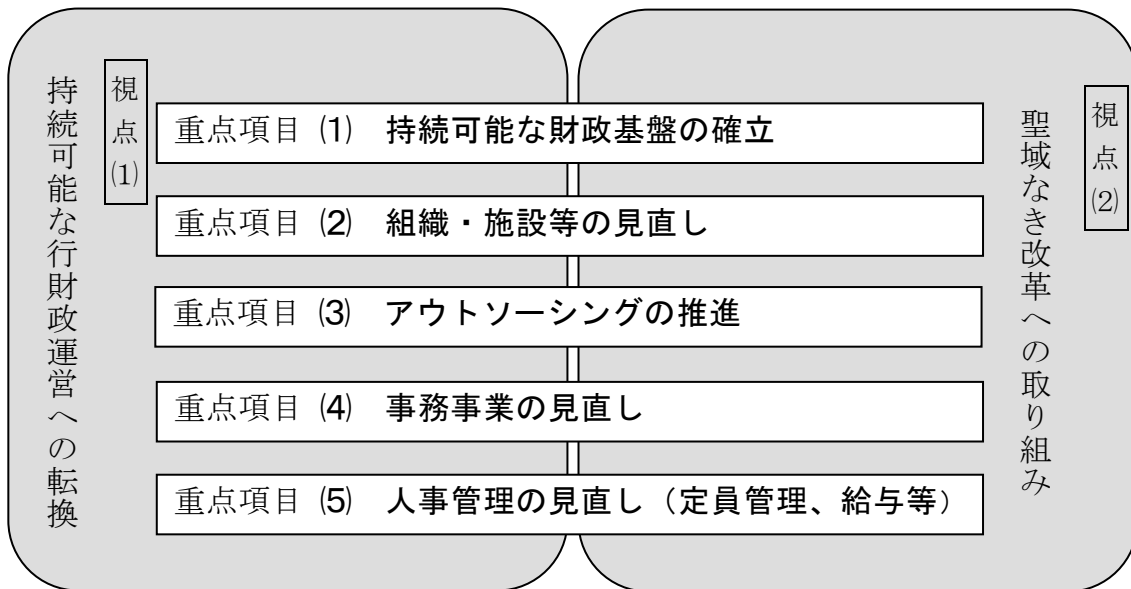 視点⑴
持続可能な行財政運営への転換
重点項目 ⑴ 持続可能な財政基盤の確立
重点項目 ⑵ 組織・施設等の見直し
重点項目 ⑶ アウトソーシングの推進
重点項目 ⑷ 事務事業の見直し
重点項目 ⑸ 人事管理の見直し（定員管理、給与等）
視点⑵
聖域なき改革への取り組み